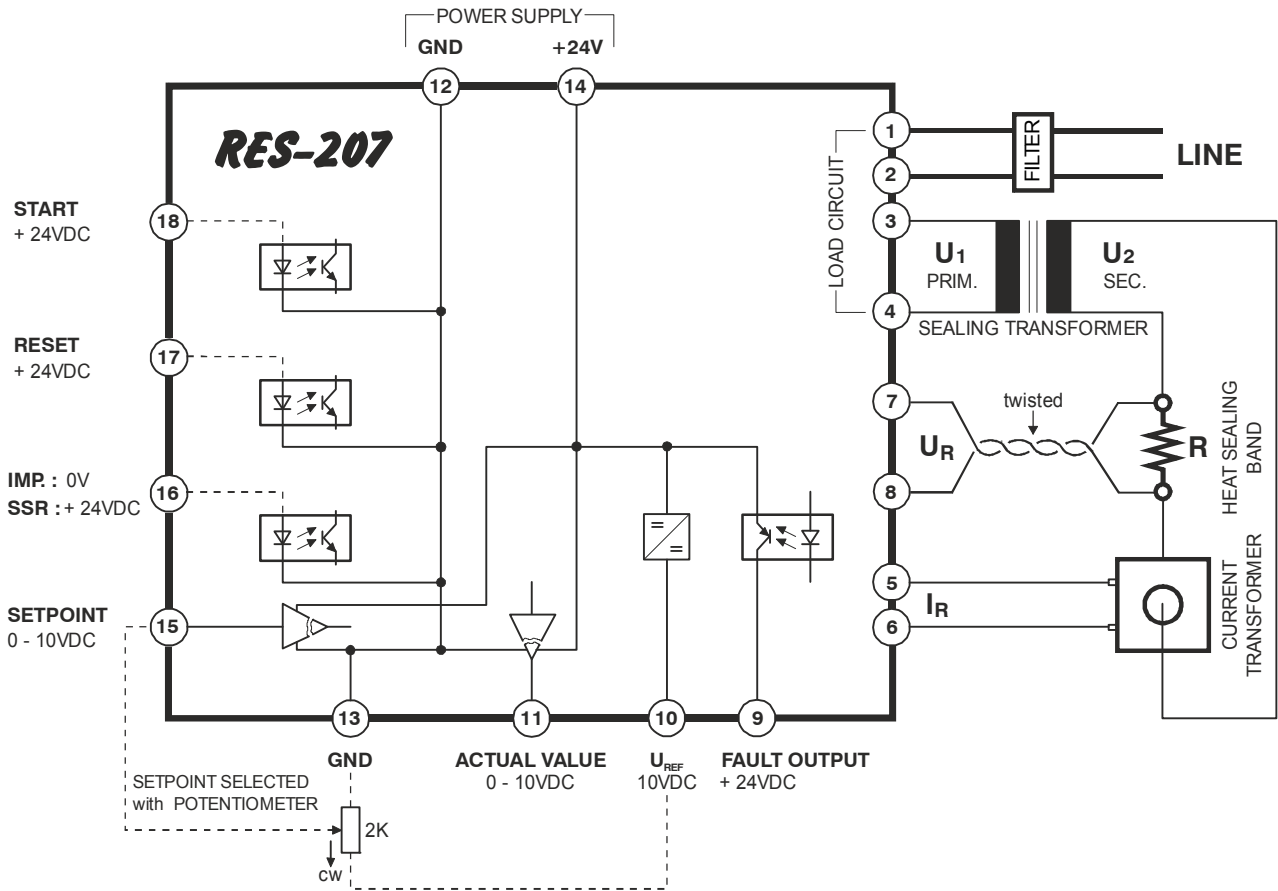 POWER SUPPLY
GND
+24V
12
14
RES-207
1
2
3
4
LOAD CIRCUIT
FILTER
LINE
START
+ 24VDC
18
U1
PRIM.
U2
SEC.
SEALING TRANSFORMER
RESET
+ 24VDC
17
7
8
UR
twisted
R
HEAT SEALING
BAND
IMP. : 0V
SSR : + 24VDC
16
=
=
5
6
IR
CURRENT
TRANSFORMER
SETPOINT
0 - 10VDC
15
13
11
10
9
GND
ACTUAL VALUE
0 - 10VDC
UREF
10VDC
FAULT OUTPUT
+ 24VDC
SETPOINT SELECTED
with POTENTIOMETER
2K
cw